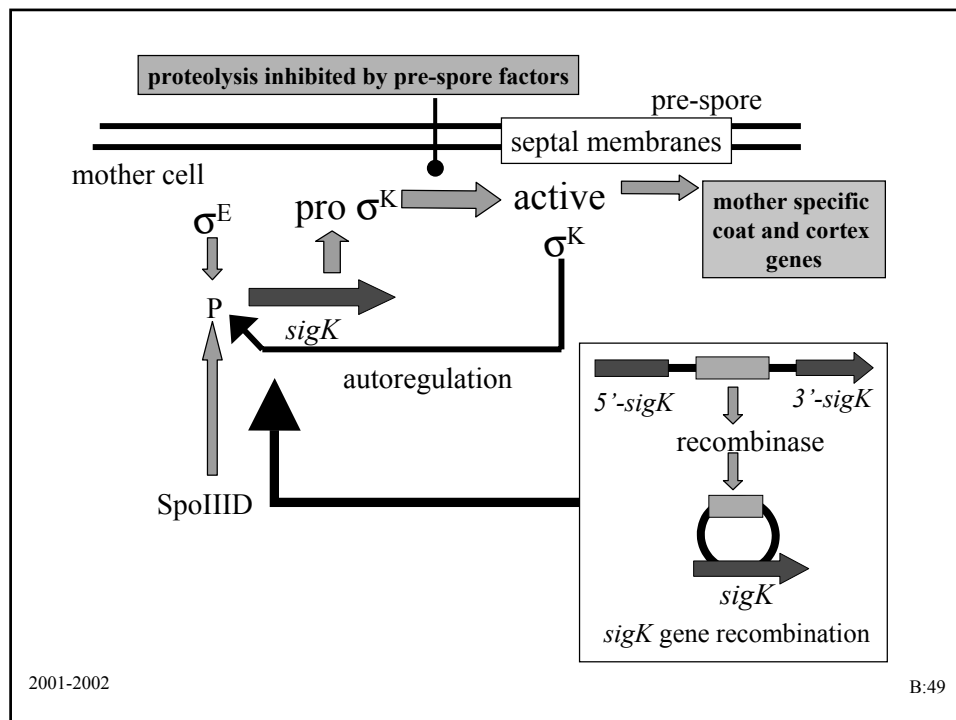 proteolysis inhibited by pre-spore factors
pre-spore
septal membranes
mother cell
σE
pro σK
active
σK
mother specific
coat and cortex
genes
P
sigK
autoregulation
SpoIIID
5’-sigK
3’-sigK
recombinase
sigK
sigK gene recombination
2001-2002
B:49